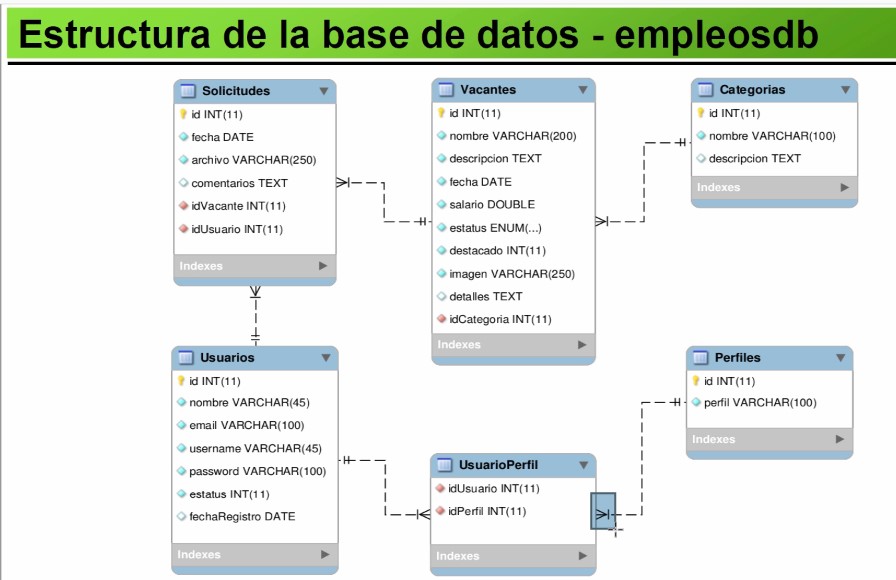 Estructura de la base de datos - empleosdb
Solicitudes
id INT(11)
fecha DATE
archivo VARCHAR(250)
comentarios TEXT
idVacante INT(11)
idUsuario INT(11)
Indexes
Vacantes
id INT(11)
nombre VARCHAR(200)
descripcion TEXT
fecha DATE
salario DOUBLE
estatus ENUM(...)
destacado INT(11)
imagen VARCHAR(250)
detalles TEXT
idCategoria INT(11)
Indexes
Categorias
id INT(11)
nombre VARCHAR(100)
descripcion TEXT
Indexes
Usuarios
id INT(11)
nombre VARCHAR(45)
email VARCHAR(100)
username VARCHAR(45)
password VARCHAR(100)
estatus INT(11)
fechaRegistro DATE
Indexes
UsuarioPerfil
idUsuario INT(11)
idPerfil INT(11)
Indexes
Perfiles
id INT(11)
perfil VARCHAR(100)
Indexes